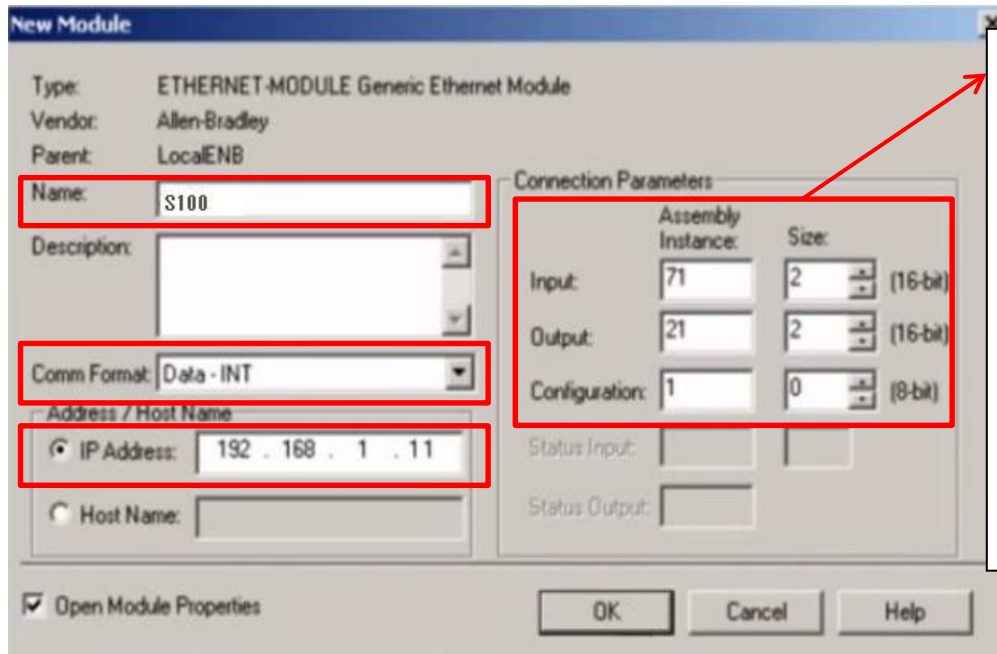 New Module
Type: ETHERNET-MODULE Generic Ethernet Module
Vendor: Allen-Bradley
Parent: LocalENB
Name: S100
Description:
Comm Format: Data - INT
Address / Host Name
IP Address: 192 . 168 . 1 . 11
Host Name:
Connection Parameters
Assembly
Instance: Size:
Input: 71 2 (16-bit)
Output: 21 2 (16-bit)
Configuration: 1 0 (8-bit)
Status Input:
Status Output:
Open Module Properties
OK Cancel Help